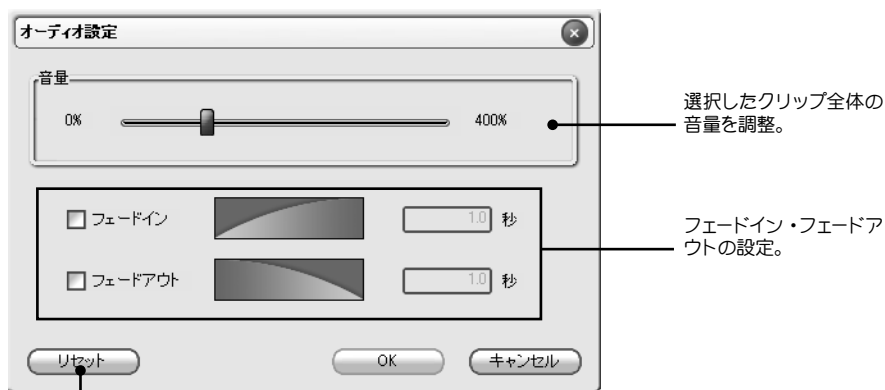 オーディオ設定
音量
0%
400%
選択したクリップ全体の
音量を調整。
フェードイン
1.0 秒
フェードイン・フェードア
ウトの設定。
フェードアウト
1.0 秒
リセット
OK
キャンセル